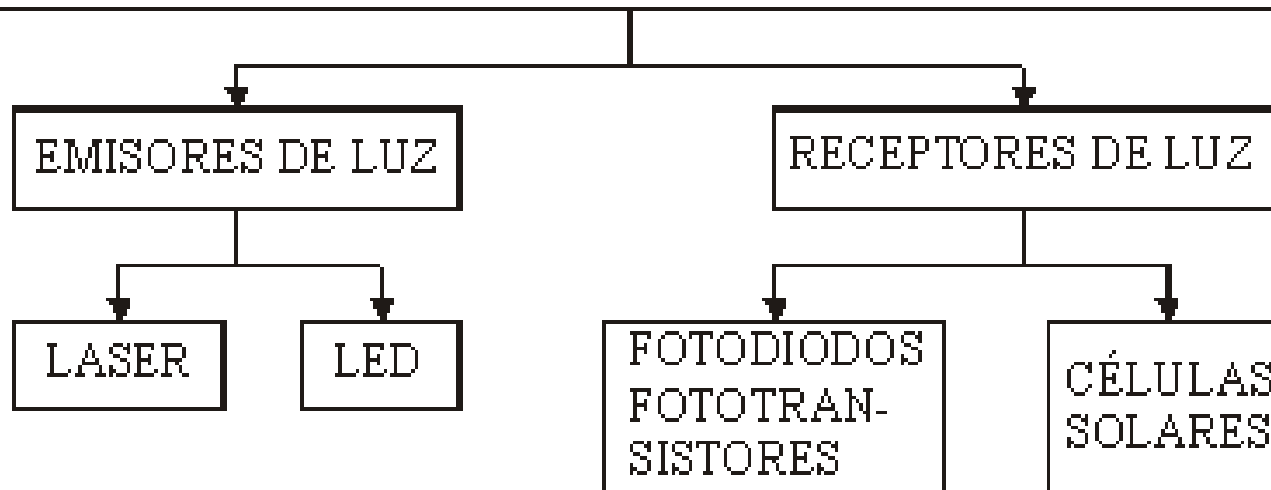 EMISORES DE LUZ
RECEPTORES DE LUZ
LASER
LED
FOTODIODOS
FOTOTRAN-
SISTORES
CÉLULAS
SOLARES